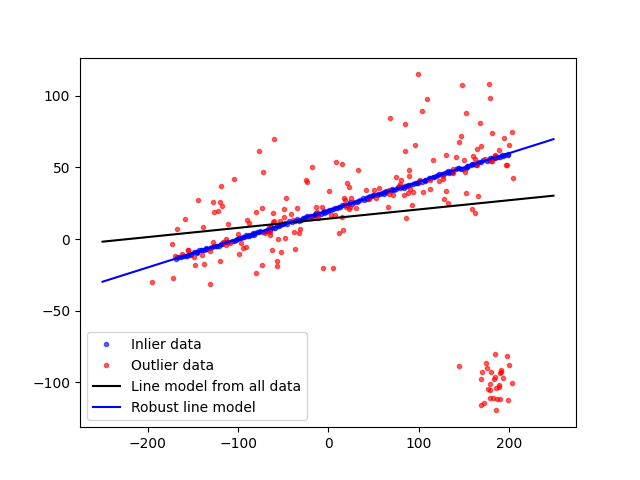 100
50
0
−50
−100
Inlier data
Outlier data
Line model from all data
Robust line model
−200
−100
0
100
200